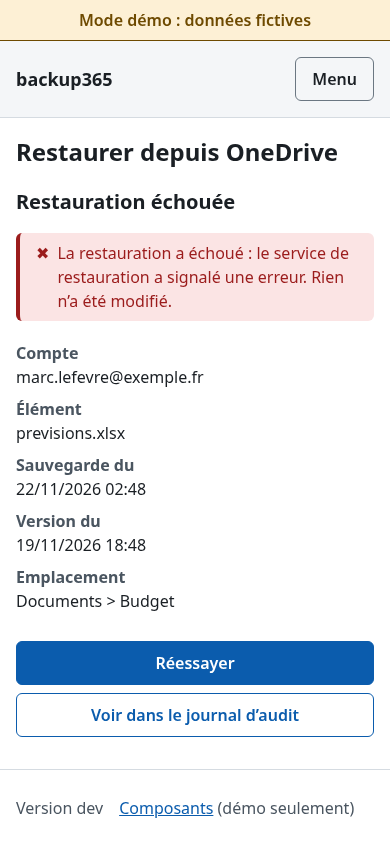 Mode démo : données fictives
backup365
Menu
Restaurer depuis OneDrive
Restauration échouée
✖ La restauration a échoué : le service de
restauration a signalé une erreur. Rien
n’a été modifié.
Compte
marc.lefevre@exemple.fr
Élément
previsions.xlsx
Sauvegarde du
22/11/2026 02:48
Version du
19/11/2026 18:48
Emplacement
Documents > Budget
Réessayer
Voir dans le journal d’audit
Version dev Composants (démo seulement)